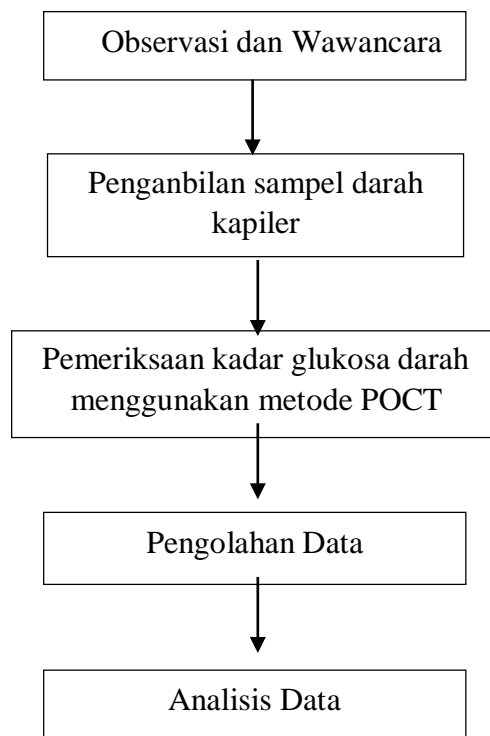 Observasi dan Wawancara
Penganbilan sampel darah
kapiler
Pemeriksaan kadar glukosa darah
menggunakan metode POCT
Pengolahan Data
Analisis Data